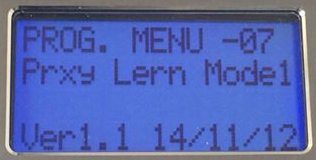 PROG. MENU -07
Prxy Lern Mode1
Ver1.1 14/11/12